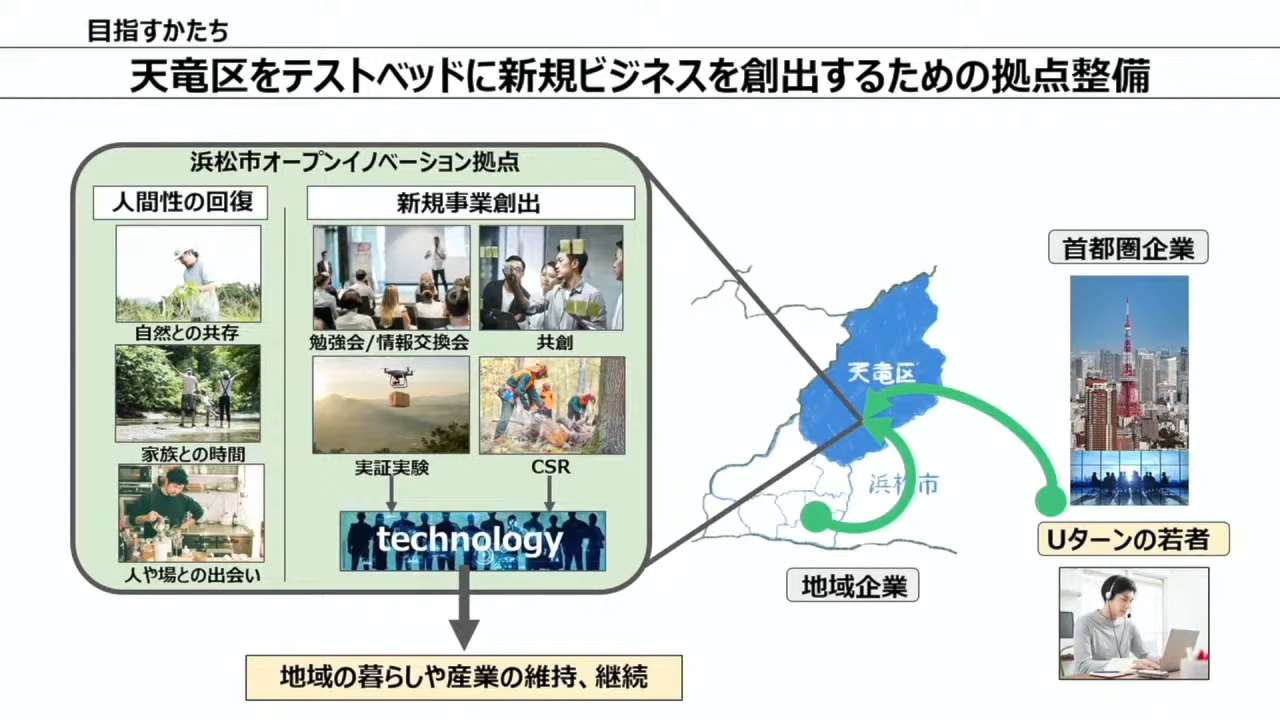 目指すかたち
天竜区をテストベッドに新規ビジネスを創出するための拠点整備
浜松市オープンイノベーション拠点
人間性の回復
自然との共存
家族との時間
人や場との出会い
新規事業創出
勉強会/情報交換会
共創
実証実験
CSR
technology
地域の暮らしや産業の維持、継続
天竜区
浜松市
地域企業
首都圏企業
Uターンの若者